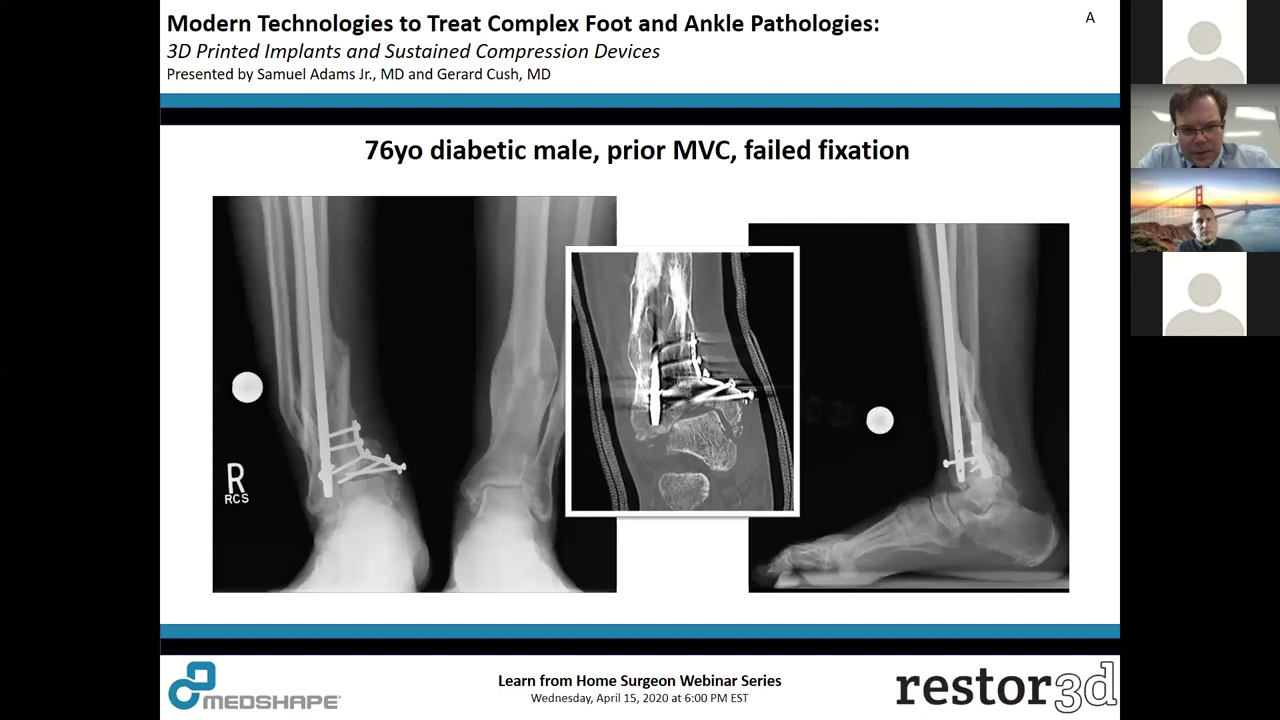 Modern Technologies to Treat Complex Foot and Ankle Pathologies:
3D Printed Implants and Sustained Compression Devices
Presented by Samuel Adams Jr., MD and Gerard Cush, MD
A
76yo diabetic male, prior MVC, failed fixation
R
RCS
MEDSHAPE
Learn from Home Surgeon Webinar Series
Wednesday, April 15, 2020 at 6:00 PM EST
restor3d